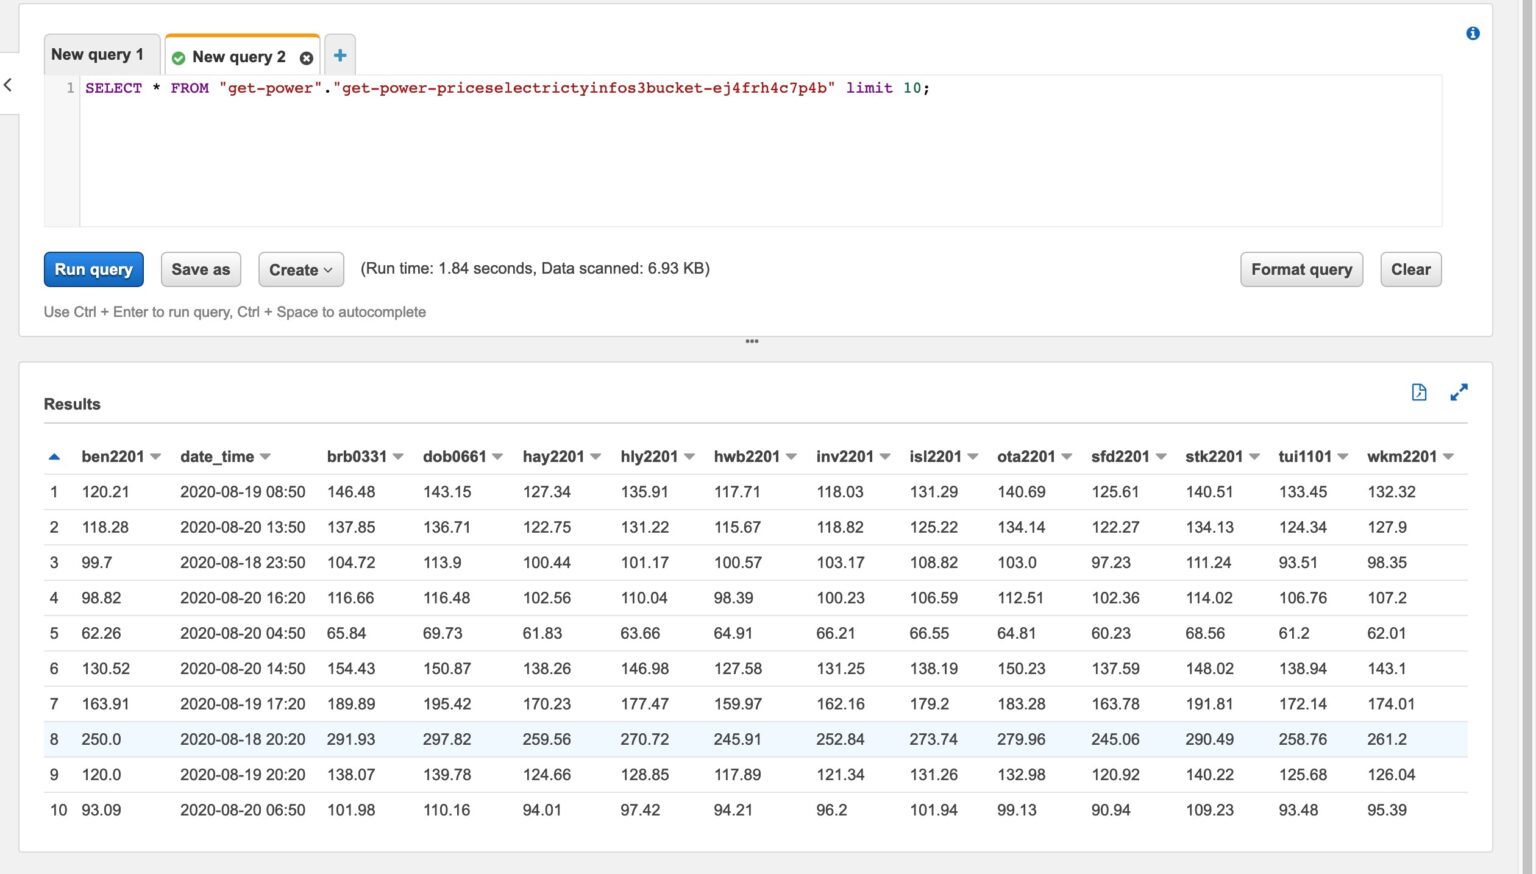 New query 1 New query 2 +
1 SELECT * FROM "get-power"."get-power-priceselectrictyinfos3bucket-ej4frh4c7p4b" limit 10;
Run query Save as Create (Run time: 1.84 seconds, Data scanned: 6.93 KB) Format query Clear
Use Ctrl + Enter to run query, Ctrl + Space to autocomplete
Results
ben2201 date_time brb0331 dob0661 hay2201 hly2201 hwb2201 inv2201 isl2201 ota2201 sfd2201 stk2201 tui1101 wkm2201
1 120.21 2020-08-19 08:50 146.48 143.15 127.34 135.91 117.71 118.03 131.29 140.69 125.61 140.51 133.45 132.32
2 118.28 2020-08-20 13:50 137.85 136.71 122.75 131.22 115.67 118.82 125.22 134.14 122.27 134.13 124.34 127.9
3 99.7 2020-08-18 23:50 104.72 113.9 100.44 101.17 100.57 103.17 108.82 103.0 97.23 111.24 93.51 98.35
4 98.82 2020-08-20 16:20 116.66 116.48 102.56 110.04 98.39 100.23 106.59 112.51 102.36 114.02 106.76 107.2
5 62.26 2020-08-20 04:50 65.84 69.73 61.83 63.66 64.91 66.21 66.55 64.81 60.23 68.56 61.2 62.01
6 130.52 2020-08-20 14:50 154.43 150.87 138.26 146.98 127.58 131.25 138.19 150.23 137.59 148.02 138.94 143.1
7 163.91 2020-08-19 17:20 189.89 195.42 170.23 177.47 159.97 162.16 179.2 183.28 163.78 191.81 172.14 174.01
8 250.0 2020-08-18 20:20 291.93 297.82 259.56 270.72 245.91 252.84 273.74 279.96 245.06 290.49 258.76 261.2
9 120.0 2020-08-19 20:20 138.07 139.78 124.66 128.85 117.89 121.34 131.26 132.98 120.92 140.22 125.68 126.04
10 93.09 2020-08-20 06:50 101.98 110.16 94.01 97.42 94.21 96.2 101.94 99.13 90.94 109.23 93.48 95.39